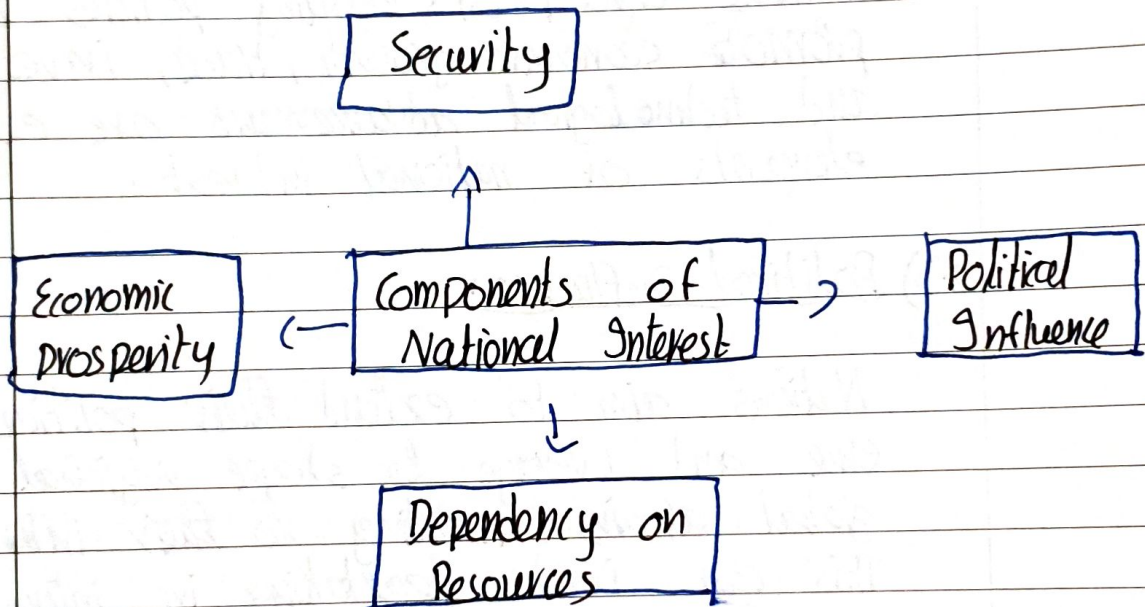 Security
Economic
Prosperity
Components of
National Interest
Political
Influence
Dependency on
Resources